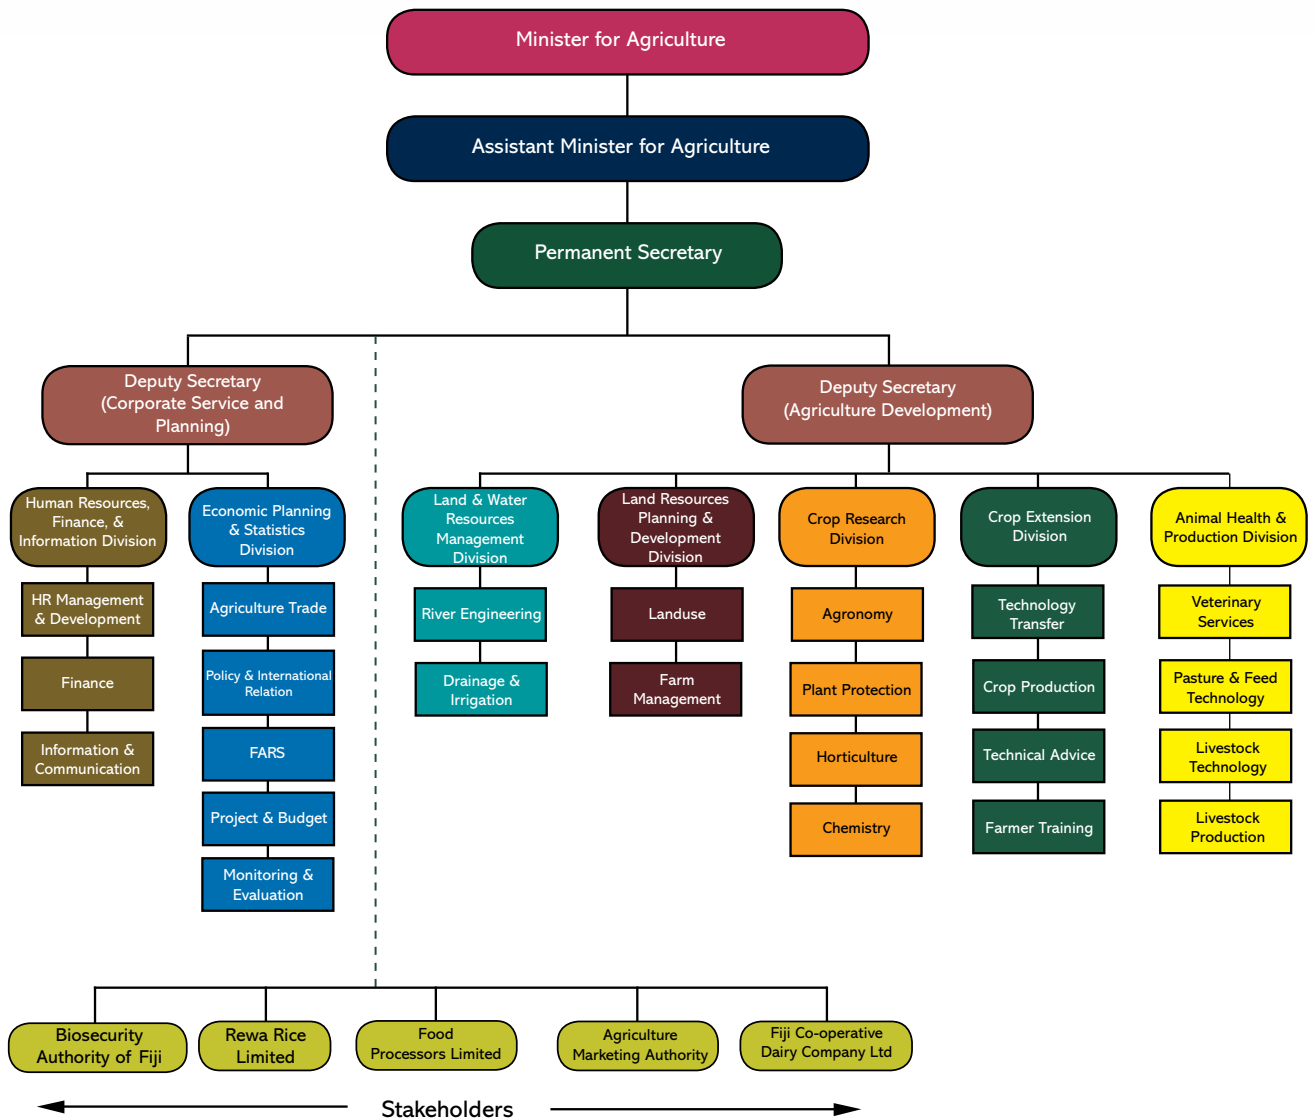 Minister for Agriculture
Assistant Minister for Agriculture
Permanent Secretary
Deputy Secretary
(Corporate Service and
Planning)
Deputy Secretary
(Agriculture Development)
Human Resources,
Finance, &
Information Division
Economic Planning
& Statistics
Division
Land & Water
Resources
Management
Division
Land Resources
Planning &
Development
Division
Crop Research
Division
Crop Extension
Division
Animal Health &
Production Division
HR Management
& Development
Finance
Information &
Communication
Agriculture Trade
Policy & International
Relation
FARS
Project & Budget
Monitoring &
Evaluation
River Engineering
Drainage &
Irrigation
Landuse
Farm
Management
Agronomy
Plant Protection
Horticulture
Chemistry
Technology
Transfer
Crop Production
Technical Advice
Farmer Training
Veterinary
Services
Pasture & Feed
Technology
Livestock
Technology
Livestock
Production
Biosecurity
Authority of Fiji
Rewa Rice
Limited
Food
Processors Limited
Agriculture
Marketing Authority
Fiji Co-operative
Dairy Company Ltd
Stakeholders